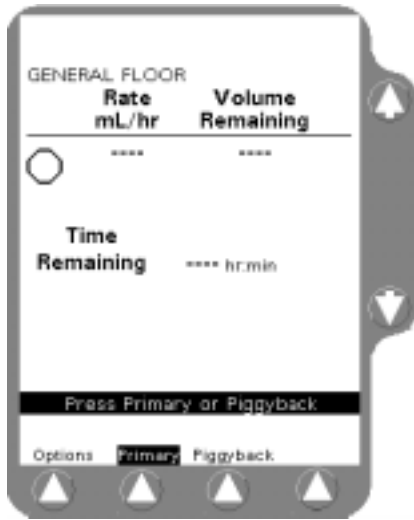 GENERAL FLOOR
Rate Volume
mL/hr Remaining
---- ----
Time
Remaining ---- hr:min
Press Primary or Piggyback
Options Primary Piggyback